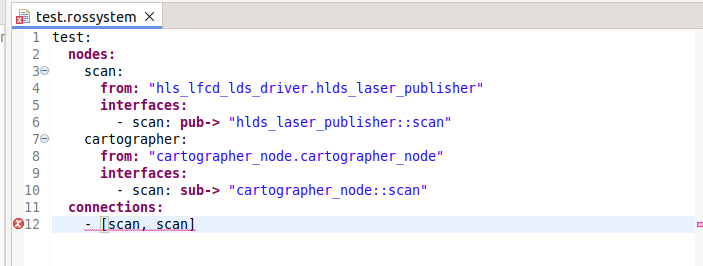 test.rossystem
1 test:
2   nodes:
3     scan:
4       from: "hls_lfcd_lds_driver.hlds_laser_publisher"
5       interfaces:
6         - scan: pub-> "hlds_laser_publisher::scan"
7     cartographer:
8       from: "cartographer_node.cartographer_node"
9       interfaces:
10         - scan: sub-> "cartographer_node::scan"
11   connections:
12     - [scan, scan]